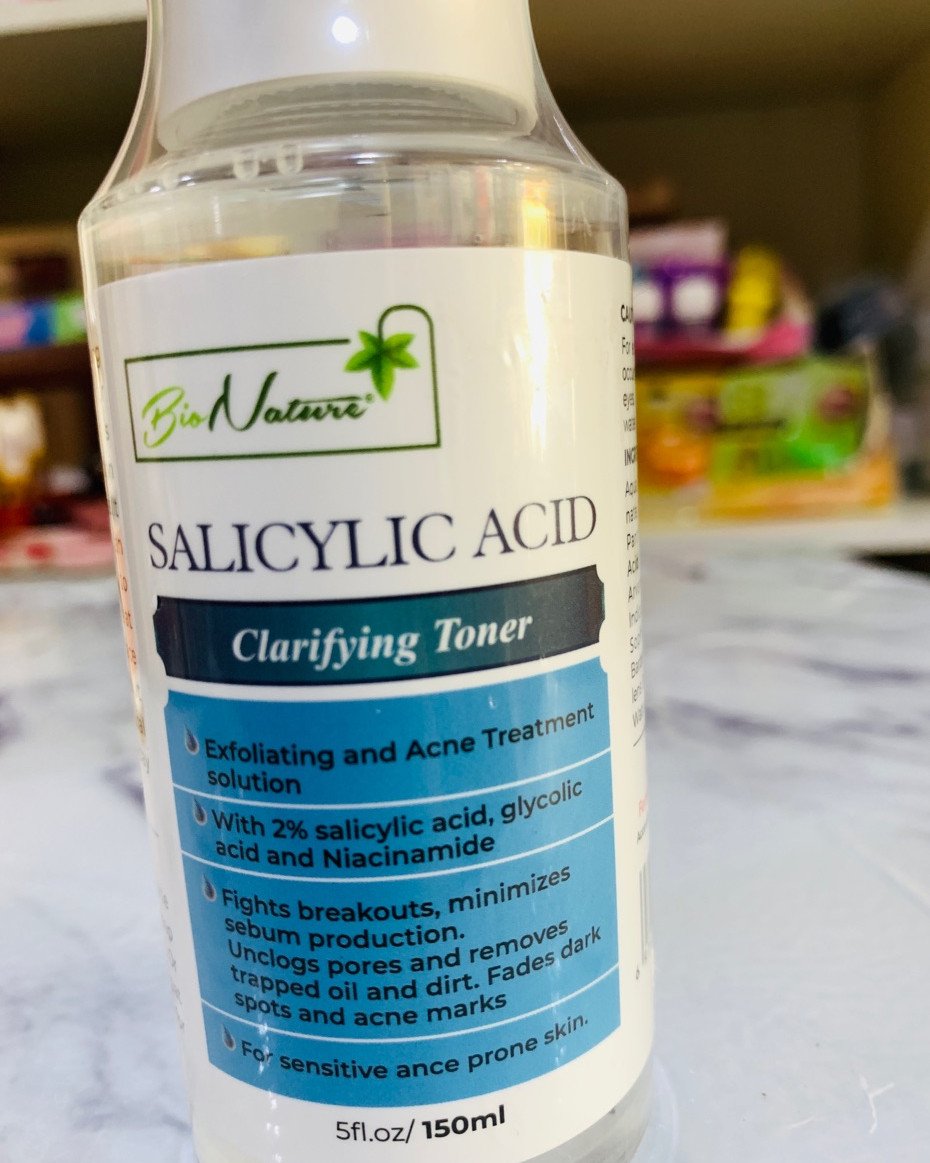 BioNature®
SALICYLIC ACID
Clarifying Toner
Exfoliating and Acne Treatment
solution
With 2% salicylic acid, glycolic
acid and Niacinamide
Fights breakouts, minimizes
sebum production.
Unclogs pores and removes
trapped oil and dirt. Fades dark
spots and acne marks
For sensitive ance prone skin.
5fl.oz/ 150ml